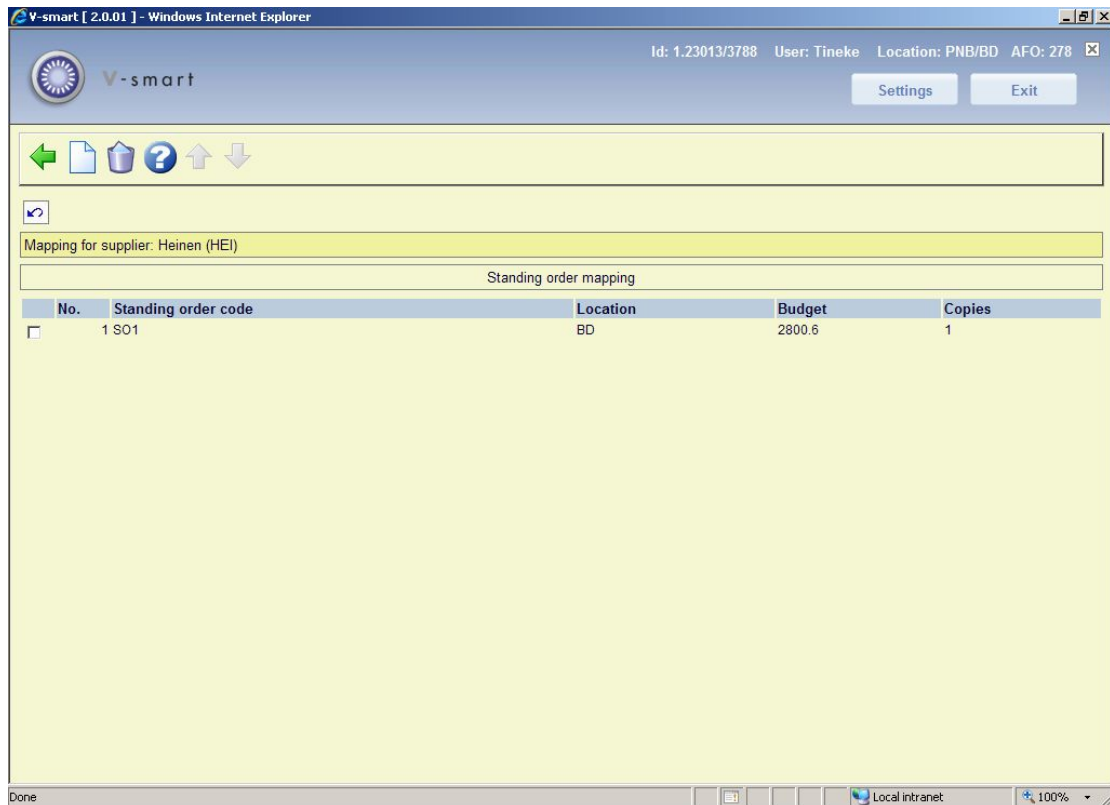 V-smart [ 2.0.01 ] - Windows Internet Explorer
Id: 1.23013/3788 User: Tineke Location: PNB/BD AFO: 278
V-smart
Settings Exit
Mapping for supplier: Heinen (HEI)
Standing order mapping
No. Standing order code Location Budget Copies
1 SO1 BD 2800.6 1
Done Local intranet 100%